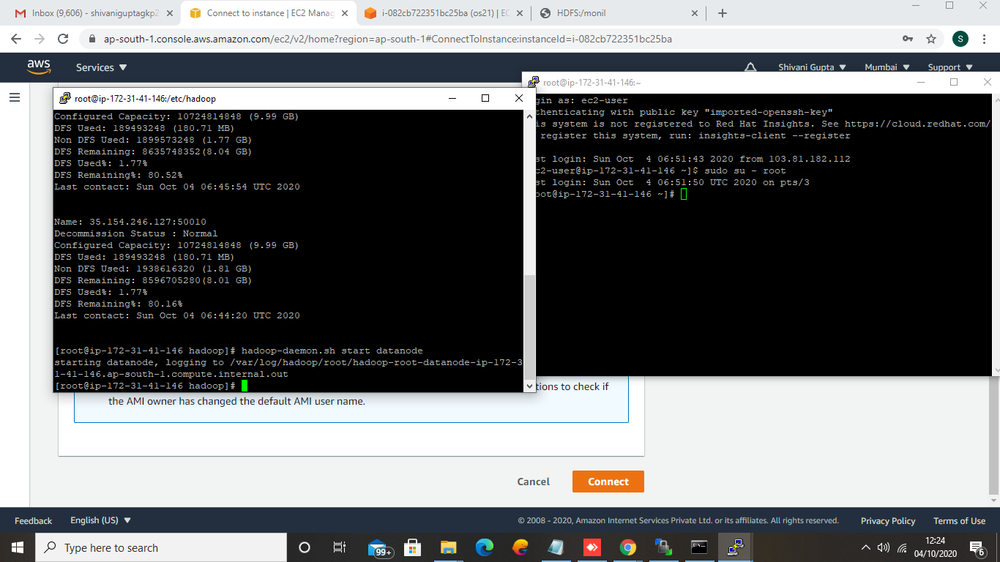 Inbox (9,606) - shivaniguptagkp2
Connect to instance | EC2 Manag
i-082cb722351bc25ba (os21) | EC
HDFS:/monil
ap-south-1.console.aws.amazon.com/ec2/v2/home?region=ap-south-1#ConnectToInstance:instanceId=i-082cb722351bc25ba
S
aws
Services
Shivani Gupta
Mumbai
Support
root@ip-172-31-41-146:/etc/hadoop
Configured Capacity: 10724814848 (9.99 GB)
DFS Used: 189493248 (180.71 MB)
Non DFS Used: 1899573248 (1.77 GB)
DFS Remaining: 8635748352(8.04 GB)
DFS Used%: 1.77%
DFS Remaining%: 80.52%
Last contact: Sun Oct 04 06:45:54 UTC 2020
Name: 35.154.246.127:50010
Decommission Status : Normal
Configured Capacity: 10724814848 (9.99 GB)
DFS Used: 189493248 (180.71 MB)
Non DFS Used: 1938616320 (1.81 GB)
DFS Remaining: 8596705280(8.01 GB)
DFS Used%: 1.77%
DFS Remaining%: 80.16%
Last contact: Sun Oct 04 06:44:20 UTC 2020
[root@ip-172-31-41-146 hadoop]# hadoop-daemon.sh start datanode
starting datanode, logging to /var/log/hadoop/root/hadoop-root-datanode-ip-172-3
1-41-146.ap-south-1.compute.internal.out
[root@ip-172-31-41-146 hadoop]#
root@ip-172-31-41-146:~
gin as: ec2-user
thenticating with public key "imported-openssh-key"
is system is not registered to Red Hat Insights. See https://cloud.redhat.com/
register this system, run: insights-client --register
st login: Sun Oct  4 06:51:43 2020 from 103.81.182.112
c2-user@ip-172-31-41-146 ~]$ sudo su - root
st login: Sun Oct  4 06:51:50 UTC 2020 on pts/3
oot@ip-172-31-41-146 ~]#
tions to check if
the AMI owner has changed the default AMI user name.
Cancel
Connect
Feedback
English (US)
© 2008 - 2020, Amazon Internet Services Private Ltd. or its affiliates. All rights reserved.
Privacy Policy
Terms of Use
Type here to search
99+
12:24
04/10/2020
6